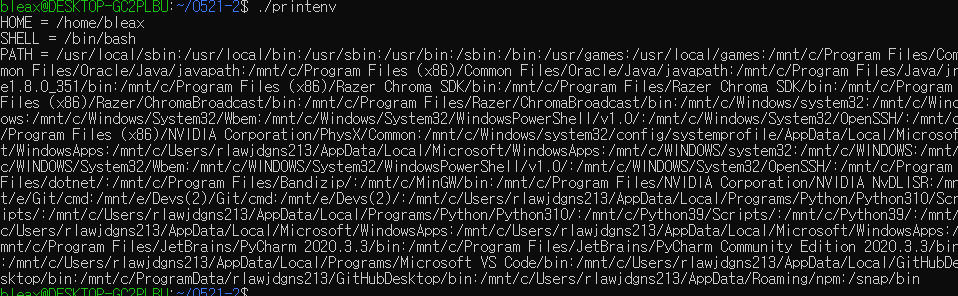 bleax@DESKTOP-GC2PLBU:~/0521-2$ ./printenv
HOME = /home/bleax
SHELL = /bin/bash
PATH = /usr/local/sbin:/usr/local/bin:/usr/sbin:/usr/bin:/sbin:/bin:/usr/games:/mnt/c/Program Files/Com
mon Files/Oracle/Java/javapath:/mnt/c/Program Files (x86)/Common Files/Oracle/Java/javapath:/mnt/c/Program Files/Java/jr
e1.8.0_351/bin:/mnt/c/Program Files (x86)/Razer Chroma SDK/bin:/mnt/c/Program Files/Razer Chroma SDK/bin:/mnt/c/Program
Files (x86)/Razer/ChromaBroadcast/bin:/mnt/c/Program Files/Razer/ChromaBroadcast/bin:/mnt/c/Windows/system32:/mnt/c/Wind
ows:/mnt/c/Windows/System32/Wbem:/mnt/c/Windows/System32/WindowsPowerShell/v1.0/:/mnt/c/Windows/System32/OpenSSH/:/mnt/c
/Program Files (x86)/NVIDIA Corporation/PhysX/Common:/mnt/c/Windows/system32/config/systemprofile/AppData/Local/Microsof
t/WindowsApps:/mnt/c/Users/rlawjdgns213/AppData/Local/Microsoft/WindowsApps:/mnt/c/WINDOWS/system32:/mnt/c/WINDOWS:/mnt/
c/WINDOWS/System32/Wbem:/mnt/c/WINDOWS/System32/WindowsPowerShell/v1.0/:/mnt/c/WINDOWS/System32/OpenSSH/:/mnt/c/Program
Files/dotnet/:/mnt/c/Program Files/Bandizip/:/mnt/c/MinGW/bin:/mnt/c/Program Files/NVIDIA Corporation/NVIDIA NvDLISR:/mn
t/e/Git/cmd:/mnt/e/Devs(2)/Git/cmd:/mnt/e/Devs(2)/:/mnt/c/Users/rlawjdgns213/AppData/Local/Programs/Python/Python310/Scr
ipts/:/mnt/c/Users/rlawjdgns213/AppData/Local/Programs/Python/Python310/:/mnt/c/Python39/Scripts/:/mnt/c/Python39/:/mnt/
c/Users/rlawjdgns213/AppData/Local/Microsoft/WindowsApps:/mnt/c/Users/rlawjdgns213/AppData/Local/Microsoft/WindowsApps:/
mnt/c/Program Files/JetBrains/PyCharm 2020.3.3/bin:/mnt/c/Program Files/JetBrains/PyCharm Community Edition 2020.3.3/bin
:/mnt/c/Users/rlawjdgns213/AppData/Local/Programs/Microsoft VS Code/bin:/mnt/c/Users/rlawjdgns213/AppData/Local/GitHubDe
sktop/bin:/mnt/c/ProgramData/rlawjdgns213/GitHubDesktop/bin:/mnt/c/Users/rlawjdgns213/AppData/Roaming/npm:/snap/bin
bleax@DESKTOP-GC2PLBU:~/0521-2$